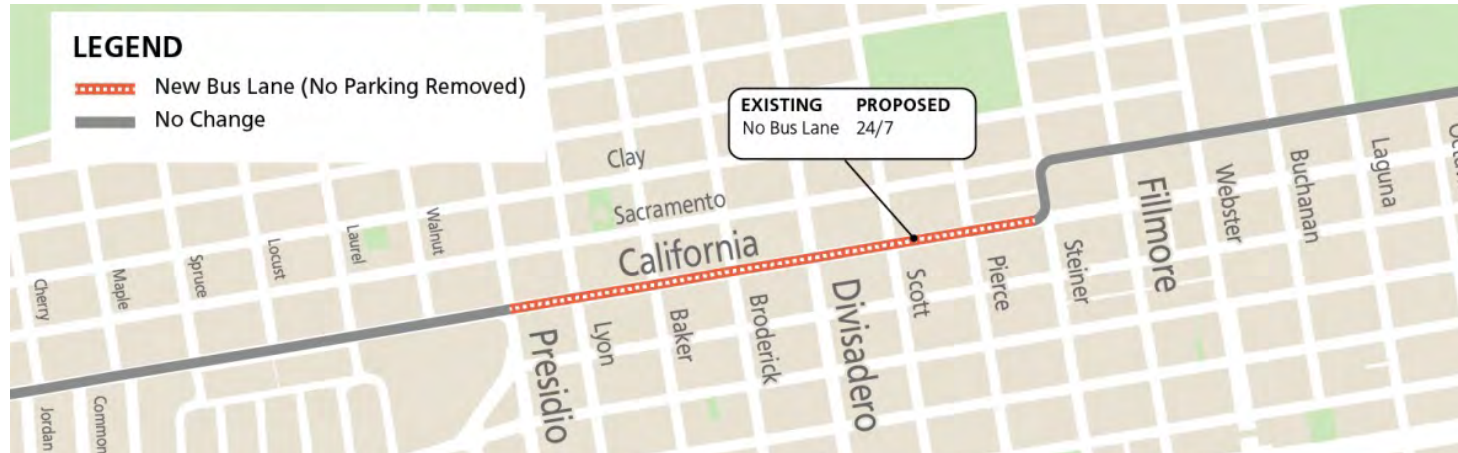 LEGEND
New Bus Lane (No Parking Removed)
No Change
EXISTING PROPOSED
No Bus Lane 24/7
Clay
Sacramento
California
Cherry
Maple
Spruce
Locust
Laurel
Walnut
Presidio
Lyon
Baker
Broderick
Divisadero
Scott
Pierce
Steiner
Fillmore
Webster
Buchanan
Laguna
Octav
Jordan
Common